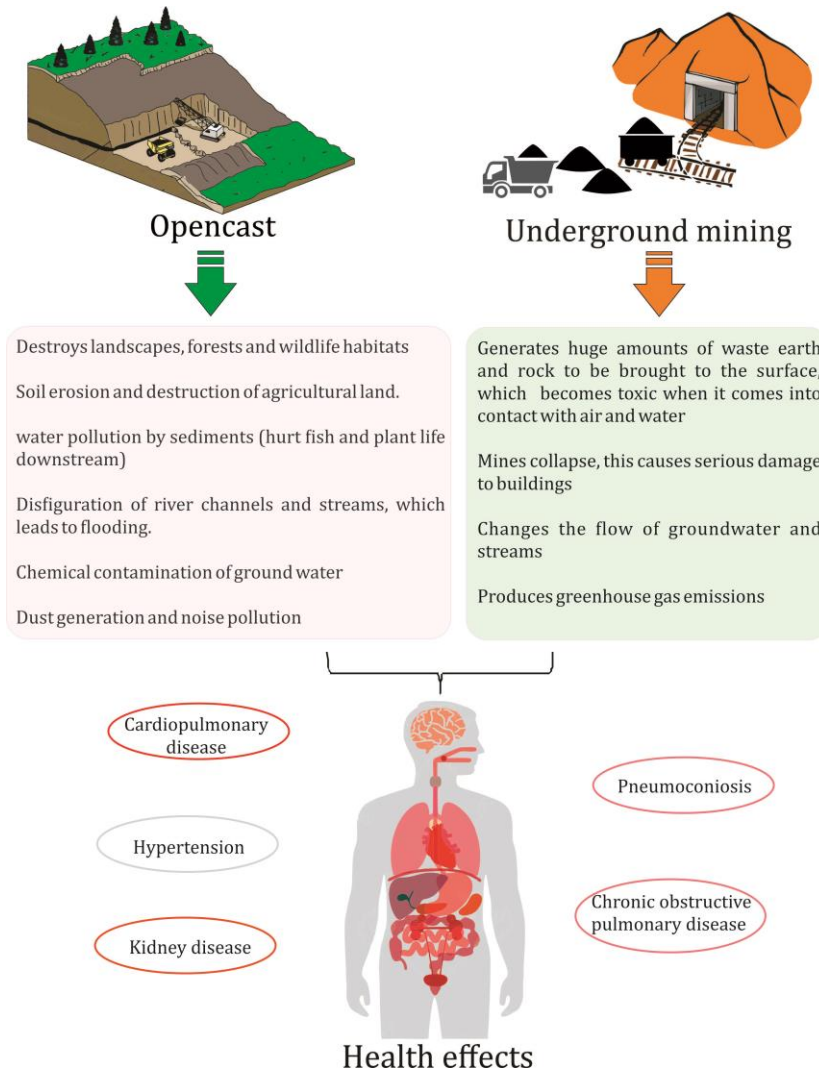 Opencast
Underground mining
Destroys landscapes, forests and wildlife habitats
Soil erosion and destruction of agricultural land.
water pollution by sediments (hurt fish and plant life
downstream)
Disfiguration of river channels and streams, which
leads to flooding.
Chemical contamination of ground water
Dust generation and noise pollution
Generates huge amounts of waste earth
and rock to be brought to the surface,
which becomes toxic when it comes into
contact with air and water
Mines collapse, this causes serious damage
to buildings
Changes the flow of groundwater and
streams
Produces greenhouse gas emissions
Cardiopulmonary
disease
Hypertension
Kidney disease
Pneumoconiosis
Chronic obstructive
pulmonary disease
Health effects